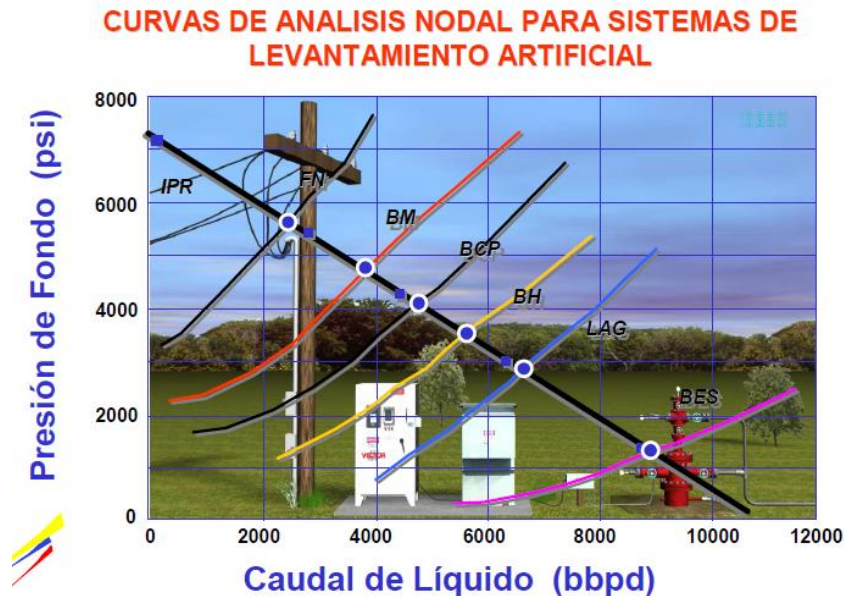 CURVAS DE ANALISIS NODAL PARA SISTEMAS DE
LEVANTAMIENTO ARTIFICIAL
Presión de Fondo (psi)
8000
6000
4000
2000
0
IPR
FN
BM
BCP
BH
LAG
BES
0
2000
4000
6000
8000
10000
12000
Caudal de Líquido (bbpd)